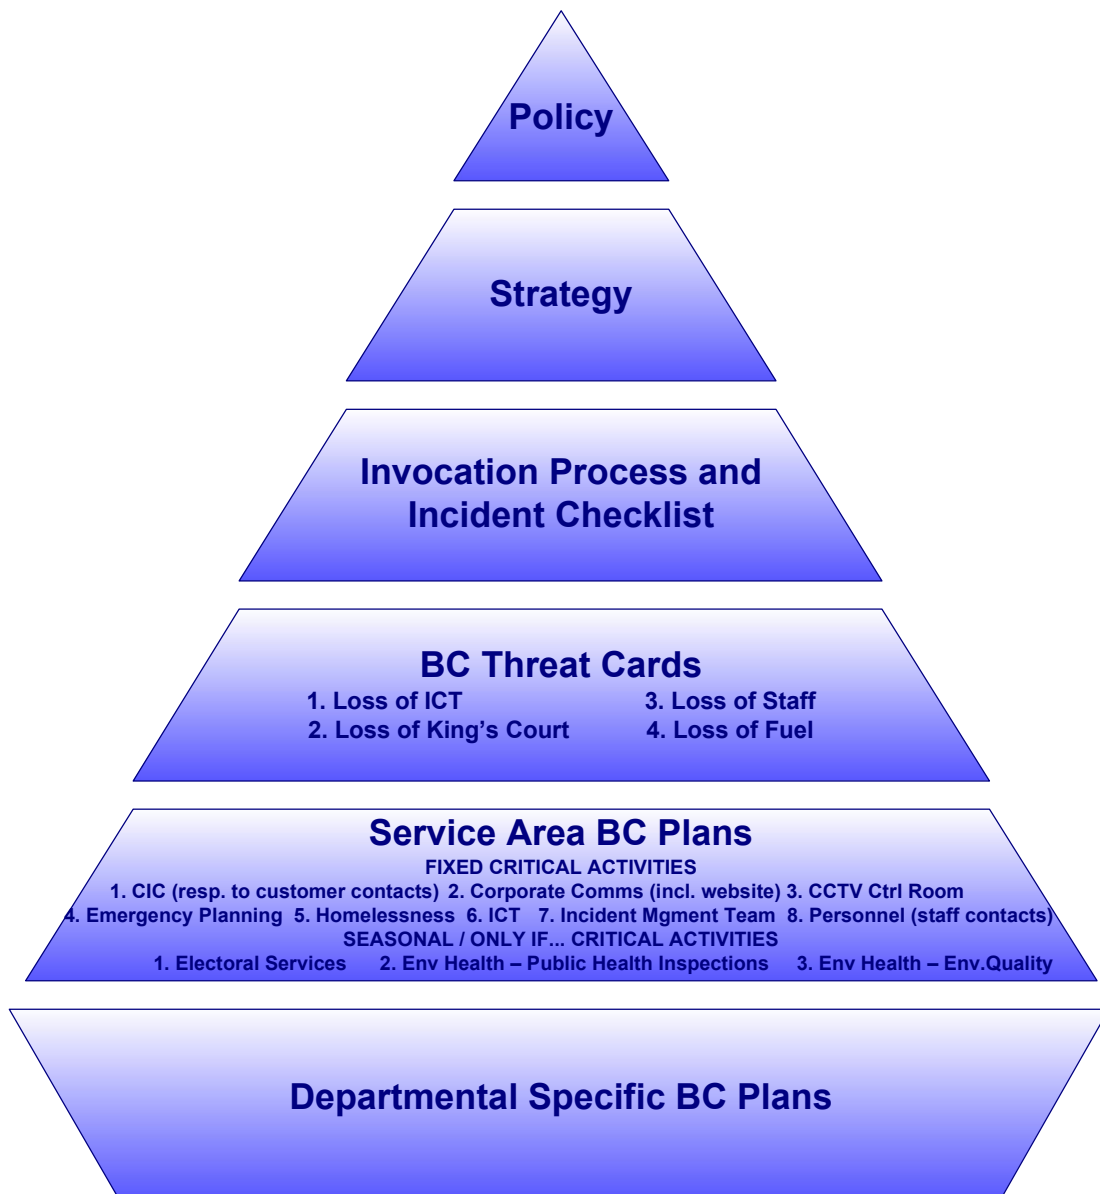 Policy
Strategy
Invocation Process and
Incident Checklist
BC Threat Cards
1. Loss of ICT 3. Loss of Staff
2. Loss of King's Court 4. Loss of Fuel
Service Area BC Plans
FIXED CRITICAL ACTIVITIES
1. CIC (resp. to customer contacts) 2. Corporate Comms (incl. website) 3. CCTV Ctrl Room
4. Emergency Planning 5. Homelessness 6. ICT 7. Incident Mgment Team 8. Personnel (staff contacts)
SEASONAL / ONLY IF... CRITICAL ACTIVITIES
1. Electoral Services 2. Env Health – Public Health Inspections 3. Env Health – Env.Quality
Departmental Specific BC Plans